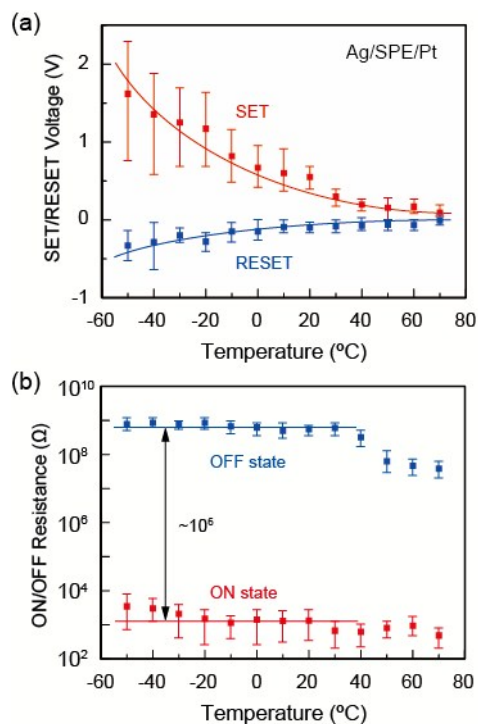 (a)
Ag/SPE/Pt
SET
RESET
SET/RESET Voltage (V)
2
1
0
-1
-60 -40 -20 0 20 40 60 80
Temperature (ºC)
(b)
OFF state
~10⁶
ON state
ON/OFF Resistance (Ω)
10¹⁰
10⁸
10⁶
10⁴
10²
-60 -40 -20 0 20 40 60 80
Temperature (ºC)